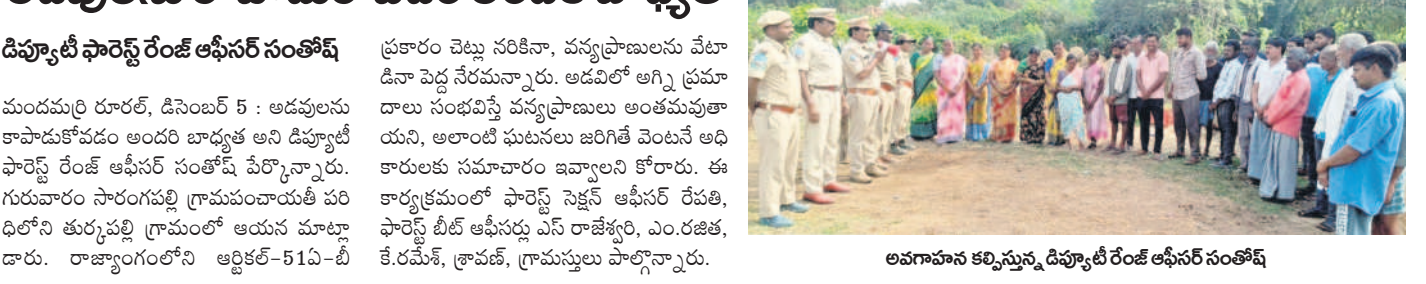 డిప్యూటీ ఫారెస్ట్ రేంజ్ ఆఫీసర్ సంతోష్
మందమర్రి రూరల్, డిసెంబర్ 5 : అడవులను
కాపాడుకోవడం అందరి బాధ్యత అని డిప్యూటీ
ఫారెస్ట్ రేంజ్ ఆఫీసర్ సంతోష్ పేర్కొన్నారు.
గురువారం సారంగపల్లి గ్రామపంచాయతీ పరి
ధిలోని తుర్కపల్లి గ్రామంలో ఆయన మాట్లా
డారు. రాజ్యాంగంలోని ఆర్టికల్-51ఏ-బీ
ప్రకారం చెట్లు నరికినా, వన్యప్రాణులను వేటా
డినా పెద్ద నేరమన్నారు. అడవిలో అగ్ని ప్రమా
దాలు సంభవిస్తే వన్యప్రాణులు అంతమవుతా
యని, అలాంటి ఘటనలు జరిగితే వెంటనే అధి
కారులకు సమాచారం ఇవ్వాలని కోరారు. ఈ
కార్యక్రమంలో ఫారెస్ట్ సెక్షన్ ఆఫీసర్ రేపతి,
ఫారెస్ట్ బీట్ ఆఫీసర్లు ఎస్ రాజేశ్వరి, ఎం.రజిత,
కే.రమేశ్, శ్రావణ్, గ్రామస్తులు పాల్గొన్నారు.
అవగాహన కల్పిస్తున్న డిప్యూటీ రేంజ్ ఆఫీసర్ సంతోష్